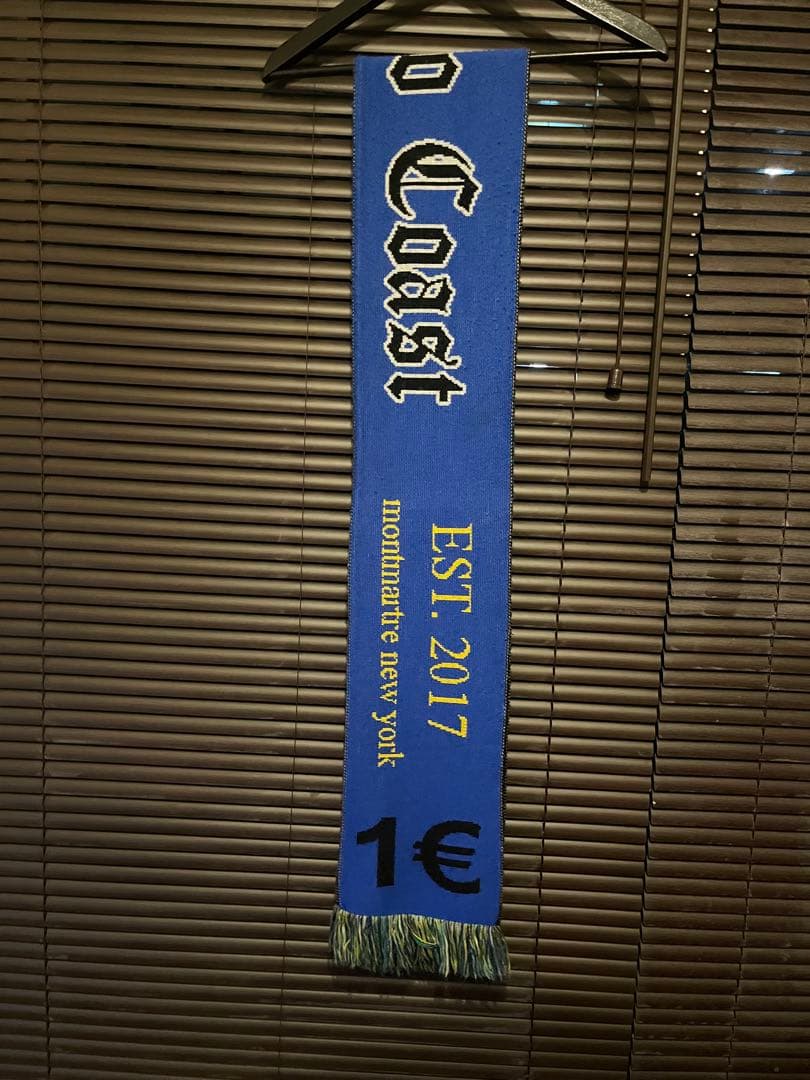 o Coast
EST. 2017
montmartre new york
1€